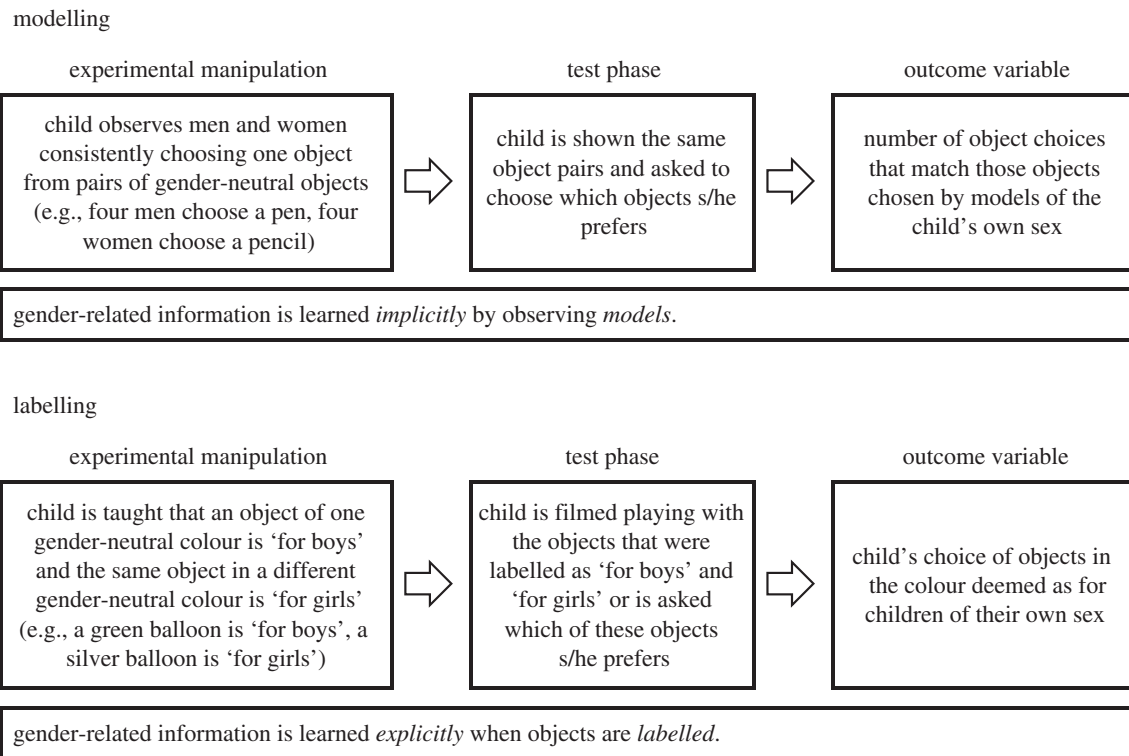 modelling
experimental manipulation
test phase
outcome variable
child observes men and women
consistently choosing one object
from pairs of gender-neutral objects
(e.g., four men choose a pen, four
women choose a pencil)
child is shown the same
object pairs and asked to
choose which objects s/he
prefers
number of object choices
that match those objects
chosen by models of the
child's own sex
gender-related information is learned implicitly by observing models.
labelling
experimental manipulation
test phase
outcome variable
child is taught that an object of one
gender-neutral colour is ‘for boys’
and the same object in a different
gender-neutral colour is ‘for girls’
(e.g., a green balloon is ‘for boys’, a
silver balloon is ‘for girls’)
child is filmed playing with
the objects that were
labelled as ‘for boys’ and
‘for girls’ or is asked
which of these objects
s/he prefers
child’s choice of objects in
the colour deemed as for
children of their own sex
gender-related information is learned explicitly when objects are labelled.